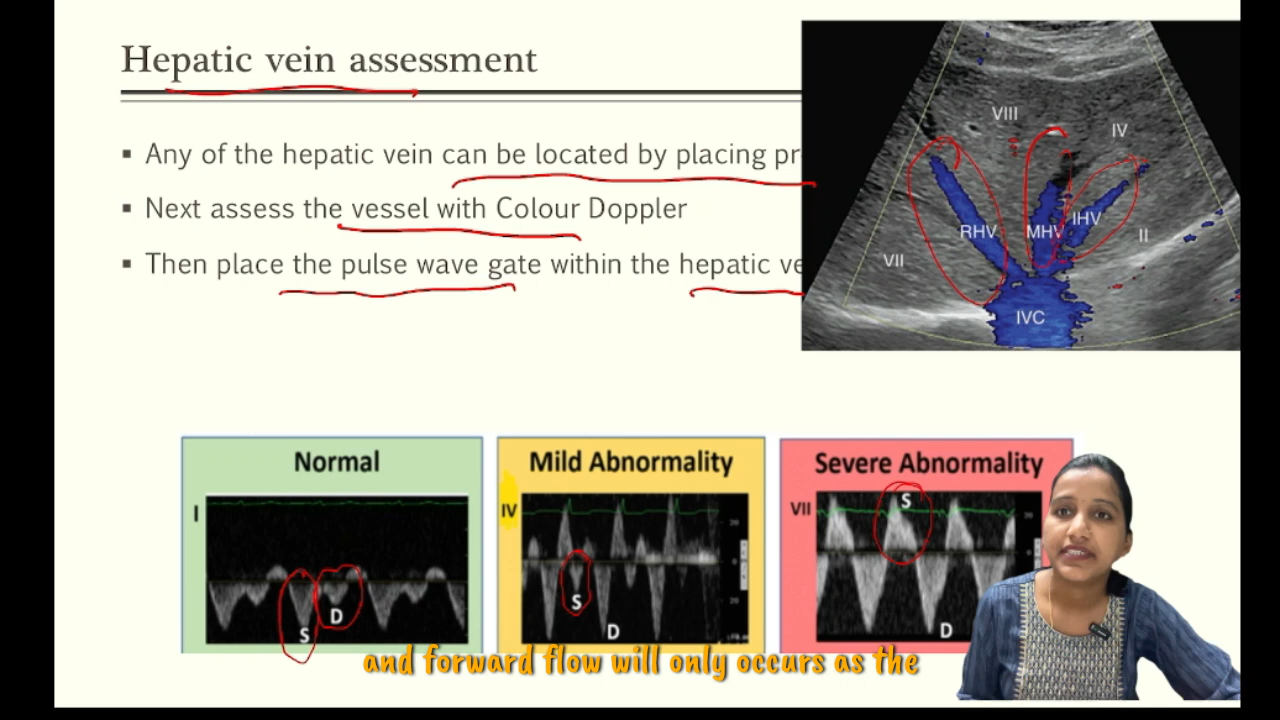 Hepatic vein assessment
▪ Any of the hepatic vein can be located by placing pr
▪ Next assess the vessel with Colour Doppler
▪ Then place the pulse wave gate within the hepatic ve
VIII
IV
RHV
MHV
IHV
II
VII
IVC
Normal
I
S
D
Mild Abnormality
IV
S
D
Severe Abnormality
VII
S
D
and forward flow will only occurs as the